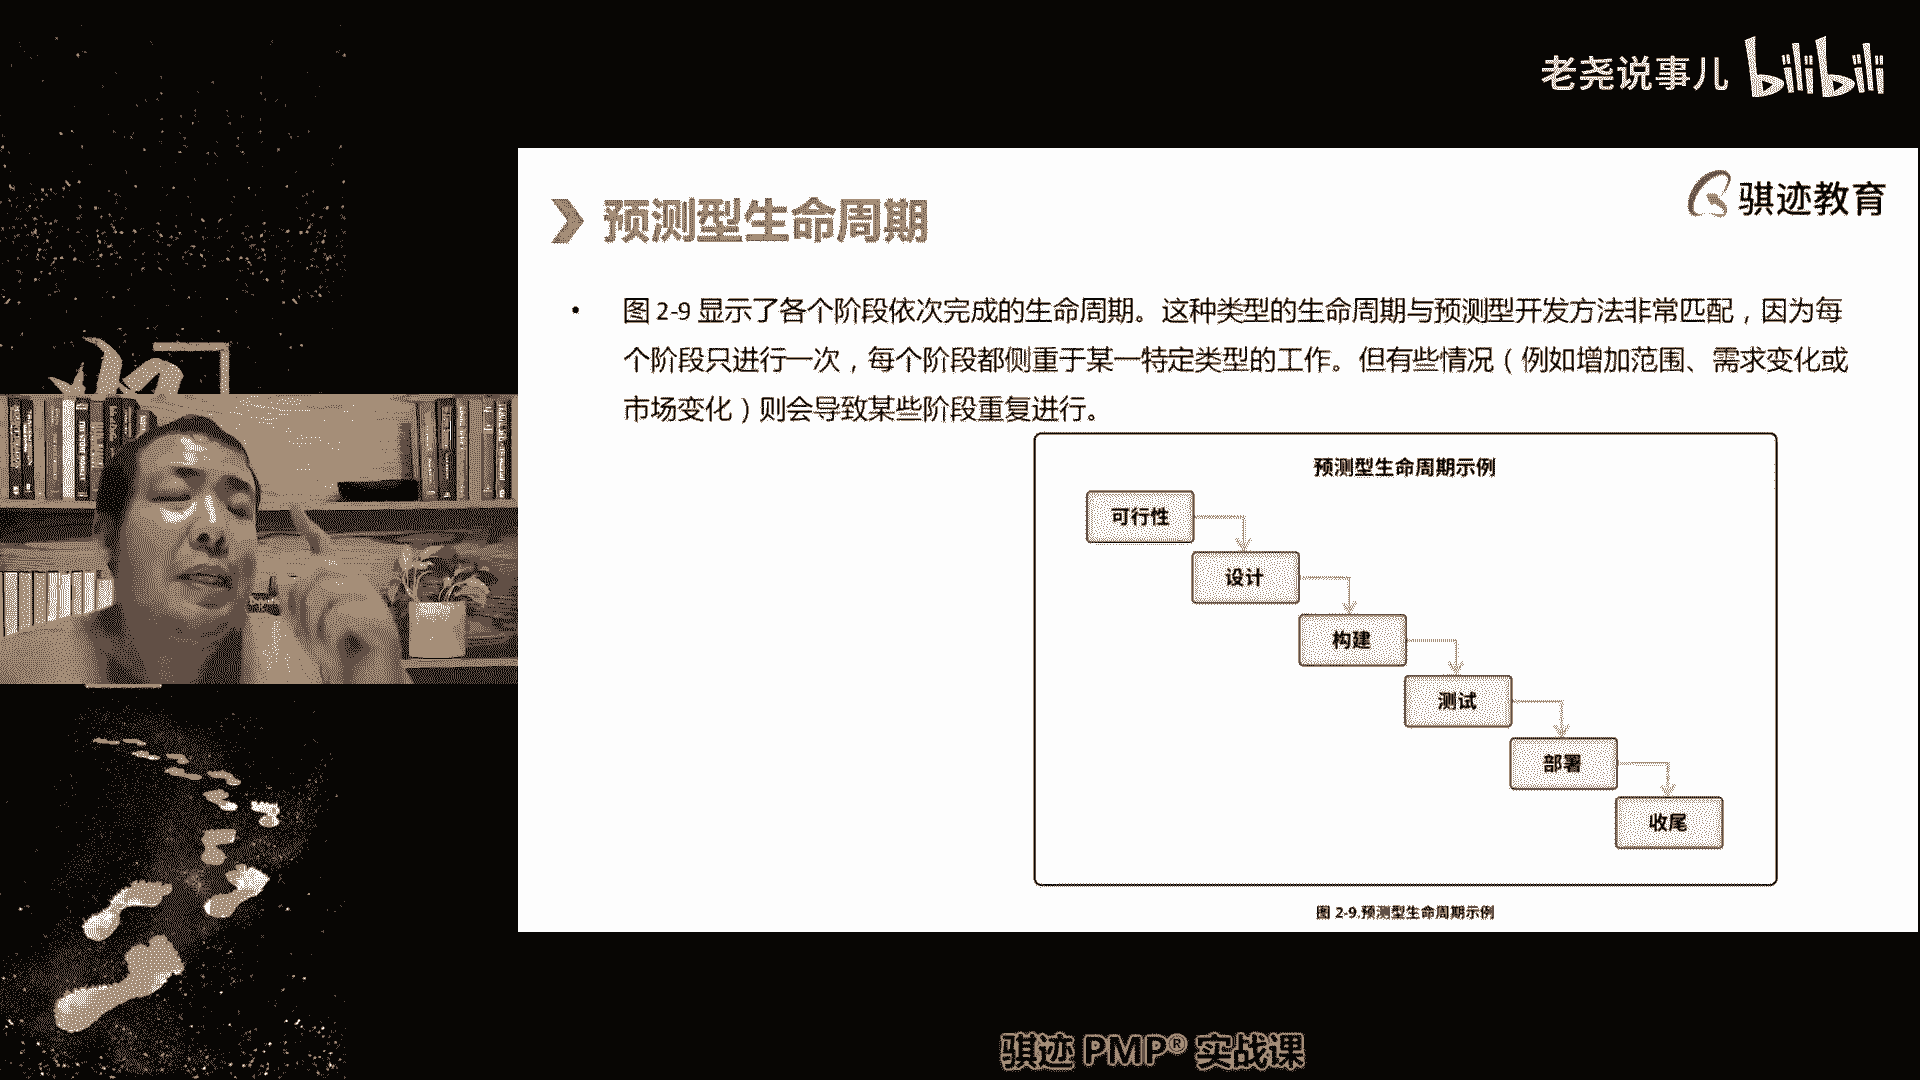 老尧说事儿 bilibili
骐迹教育
预测型生命周期
• 图 2-9 显示了各个阶段依次完成的生命周期。这种类型的生命周期与预测型开发方法非常匹配，因为每
个阶段只进行一次，每个阶段都侧重于某一特定类型的工作。但有些情况（例如增加范围、需求变化或
市场变化）则会导致某些阶段重复进行。
预测型生命周期示例
可行性
设计
构建
测试
部署
收尾
图 2-9.预测型生命周期示例
骐迹 PMP® 实战课